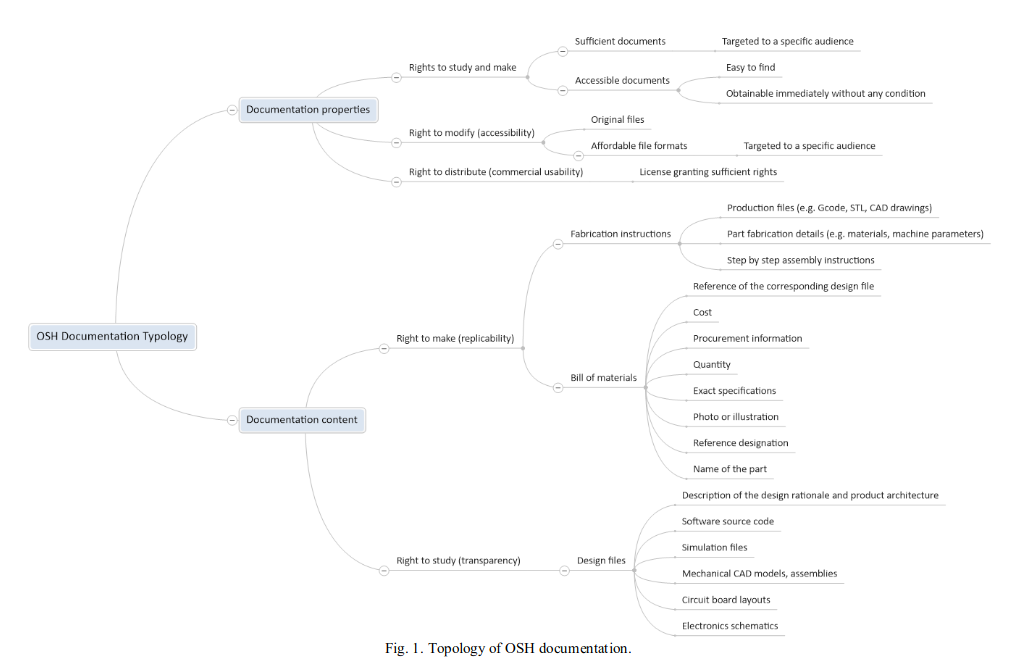 Sufficient documents
Targeted to a specific audience
Rights to study and make
Easy to find
Accessible documents
Obtainable immediately without any condition
Documentation properties
Original files
Right to modify (accessibility)
Affordable file formats
Targeted to a specific audience
Right to distribute (commercial usability)
License granting sufficient rights
Production files (e.g. Gcode, STL, CAD drawings)
Fabrication instructions
Part fabrication details (e.g. materials, machine parameters)
Step by step assembly instructions
Reference of the corresponding design file
Cost
OSH Documentation Typology
Right to make (replicability)
Procurement information
Quantity
Bill of materials
Exact specifications
Photo or illustration
Documentation content
Reference designation
Name of the part
Description of the design rationale and product architecture
Software source code
Simulation files
Right to study (transparency)
Design files
Mechanical CAD models, assemblies
Circuit board layouts
Electronics schematics
Fig. 1. Topology of OSH documentation.